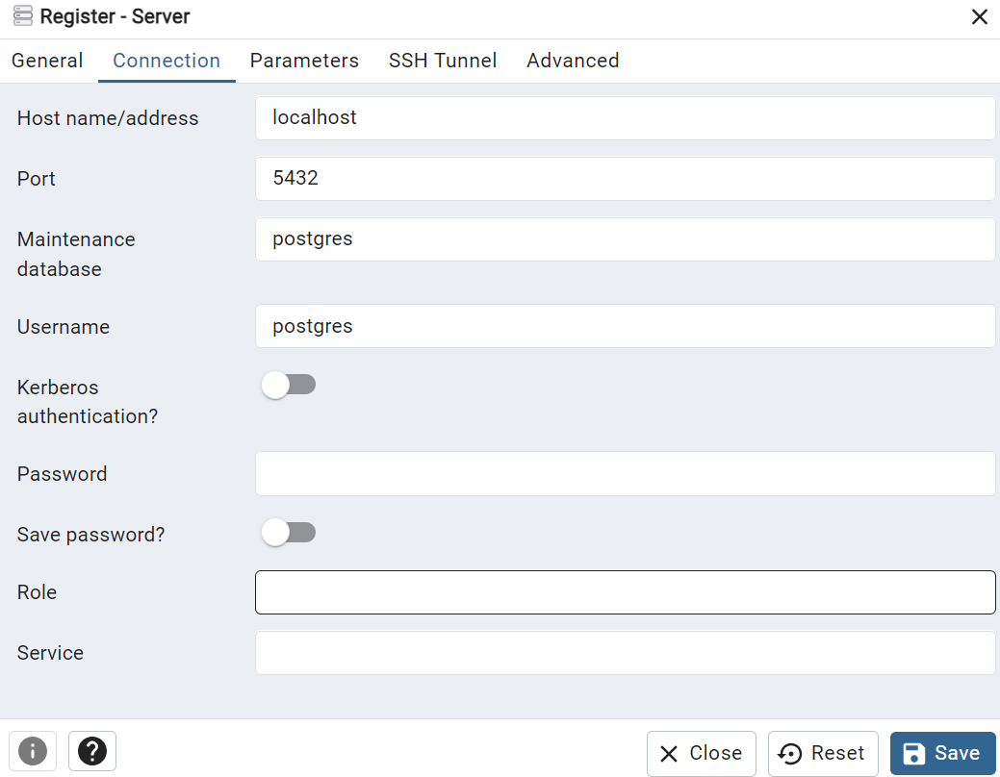 Register - Server
General Connection Parameters SSH Tunnel Advanced
Host name/address localhost
Port 5432
Maintenance postgres
database
Username postgres
Kerberos
authentication?
Password
Save password?
Role
Service
Close Reset Save